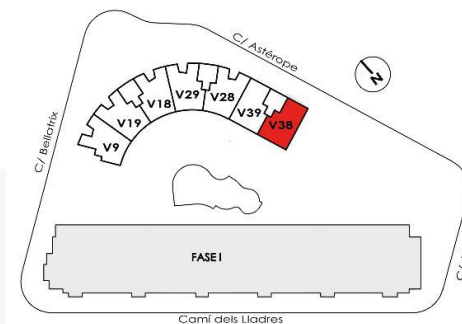 C/ Astérope
N
C/ Bellatrix
V9
V19
V18
V29
V28
V39
V38
FASE I
Camí dels Lladres
C/